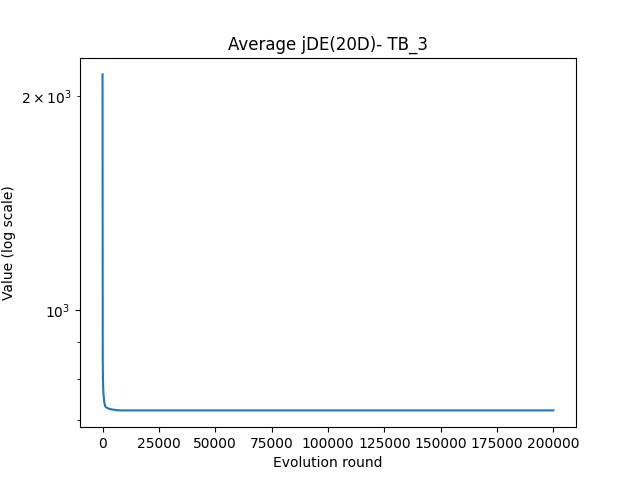 Average jDE(20D)- TB_3
Value (log scale)
2 × 10³
10³
0 25000 50000 75000 100000 125000 150000 175000 200000
Evolution round